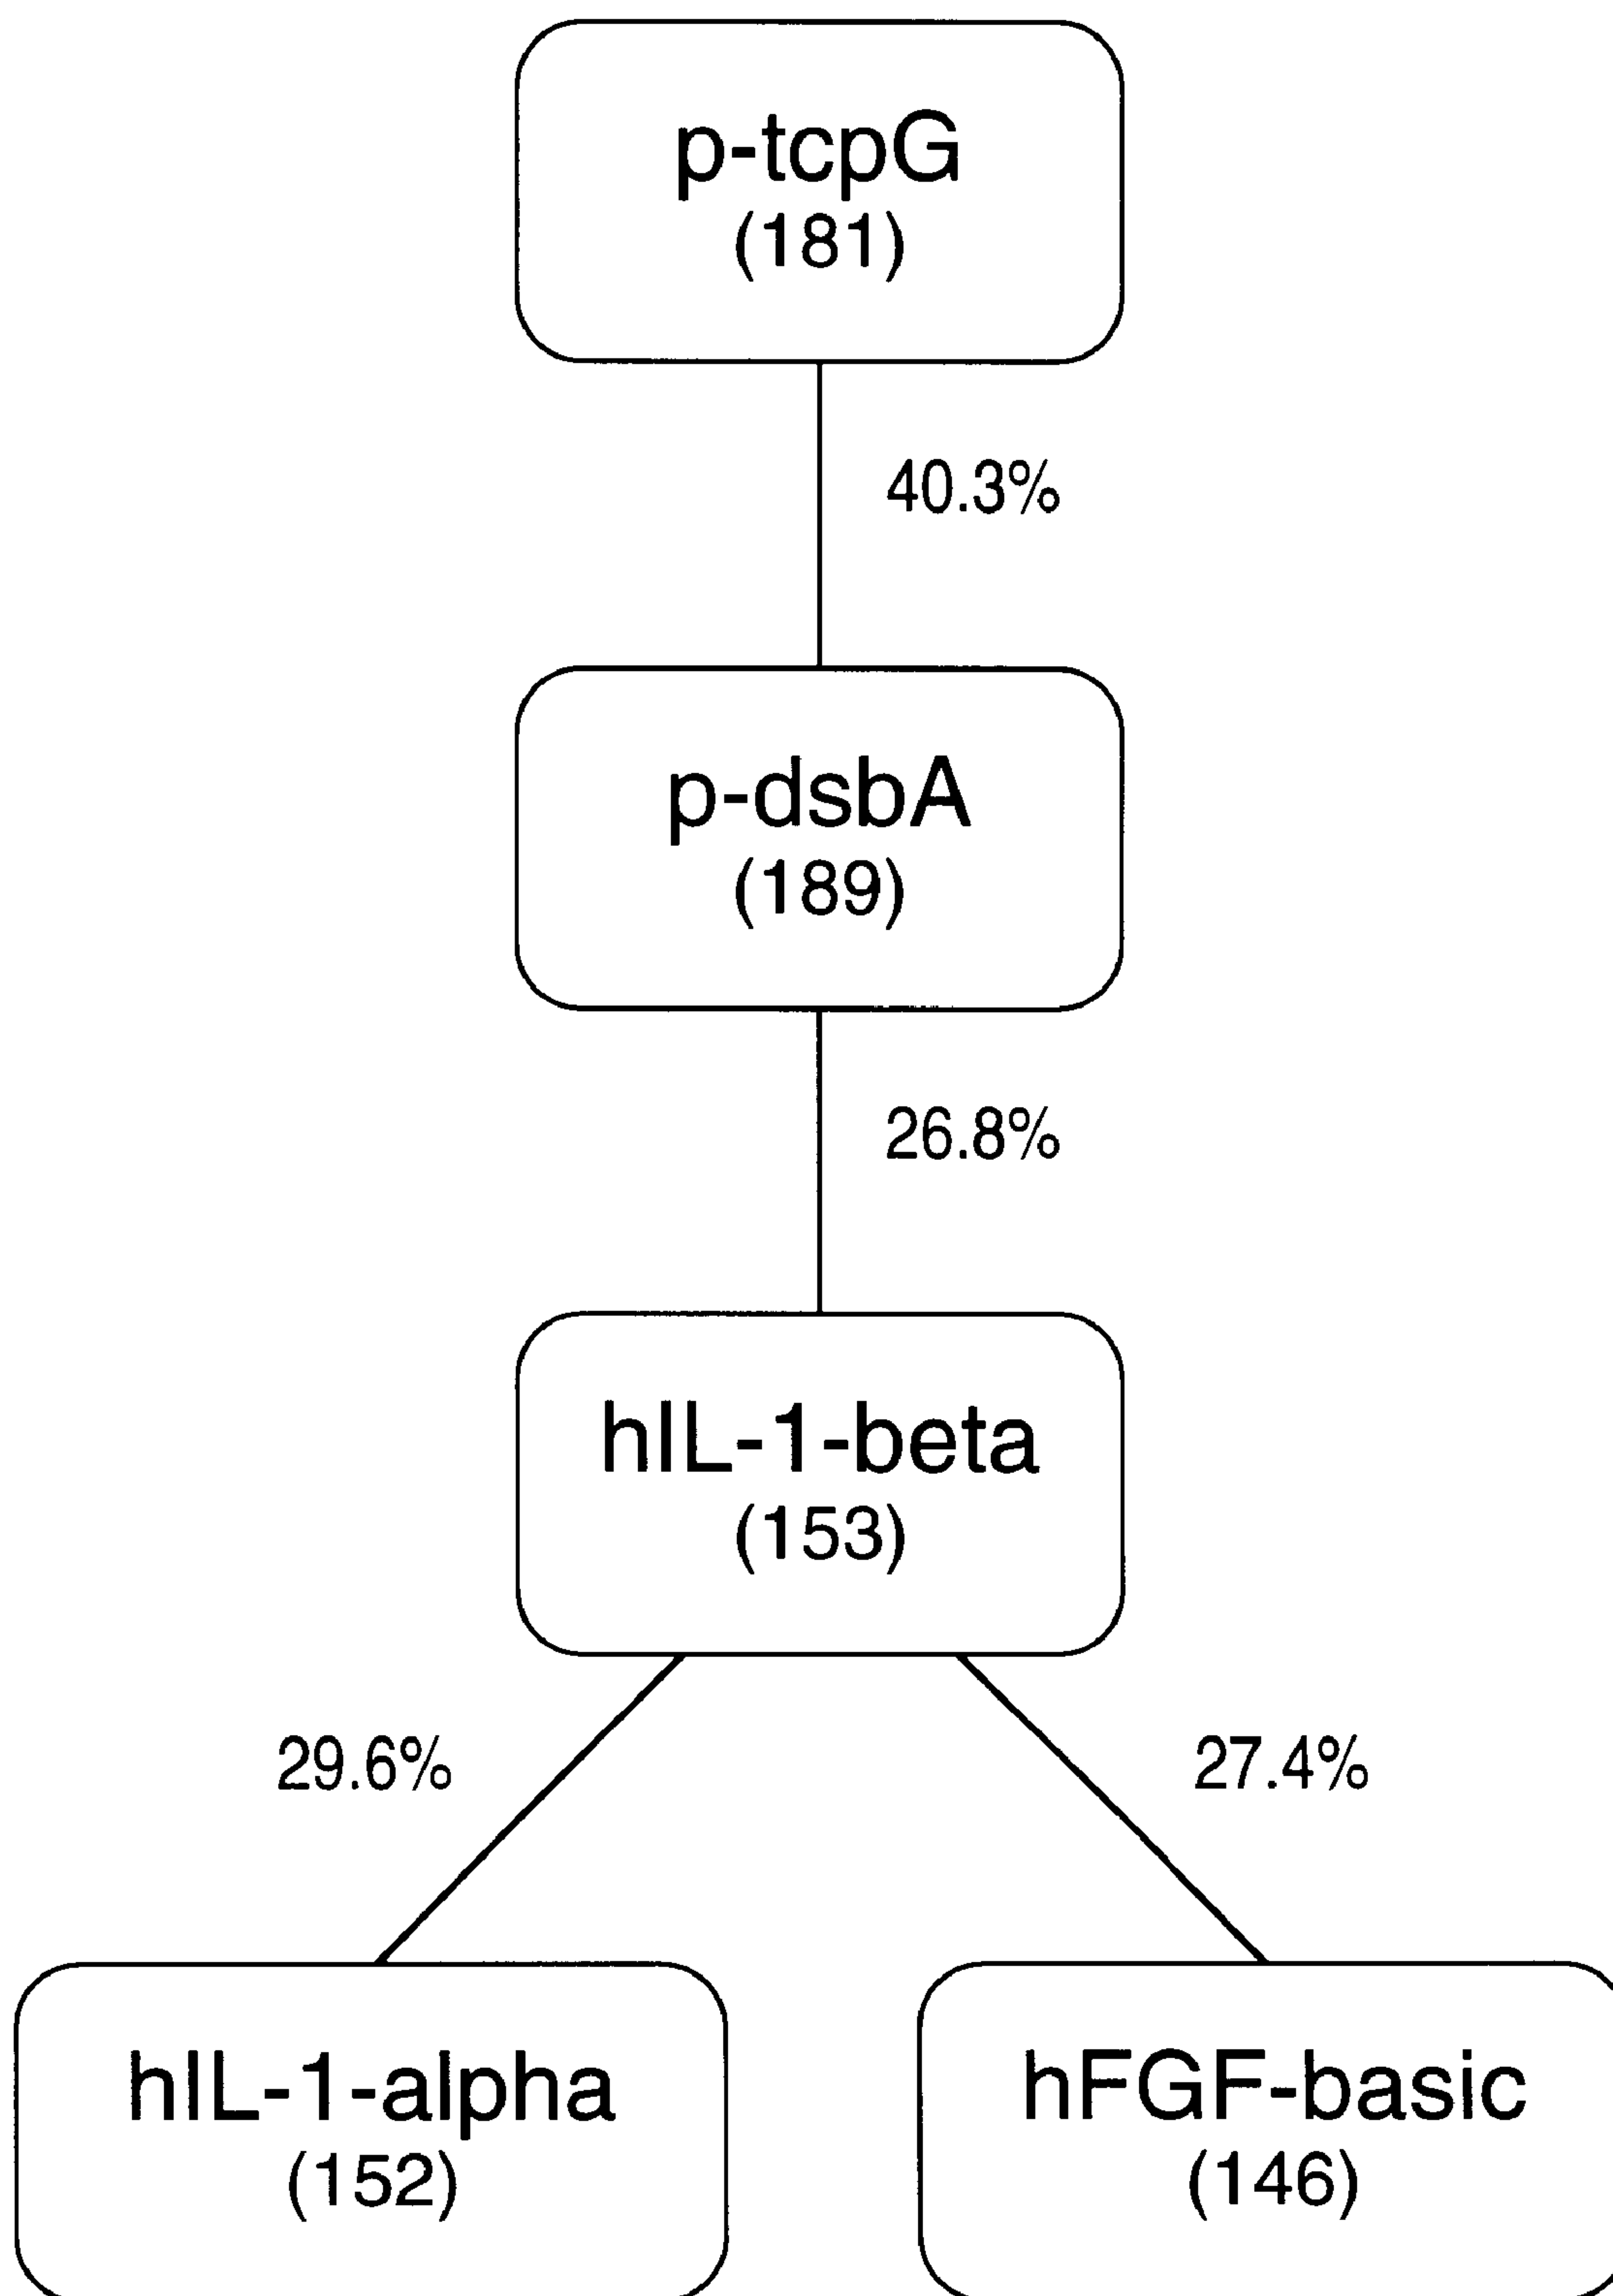 p-tcpG
(181)
40.3%
p-dsbA
(189)
26.8%
hIL-1-beta
(153)
29.6%
27.4%
hIL-1-alpha
(152)
hFGF-basic
(146)